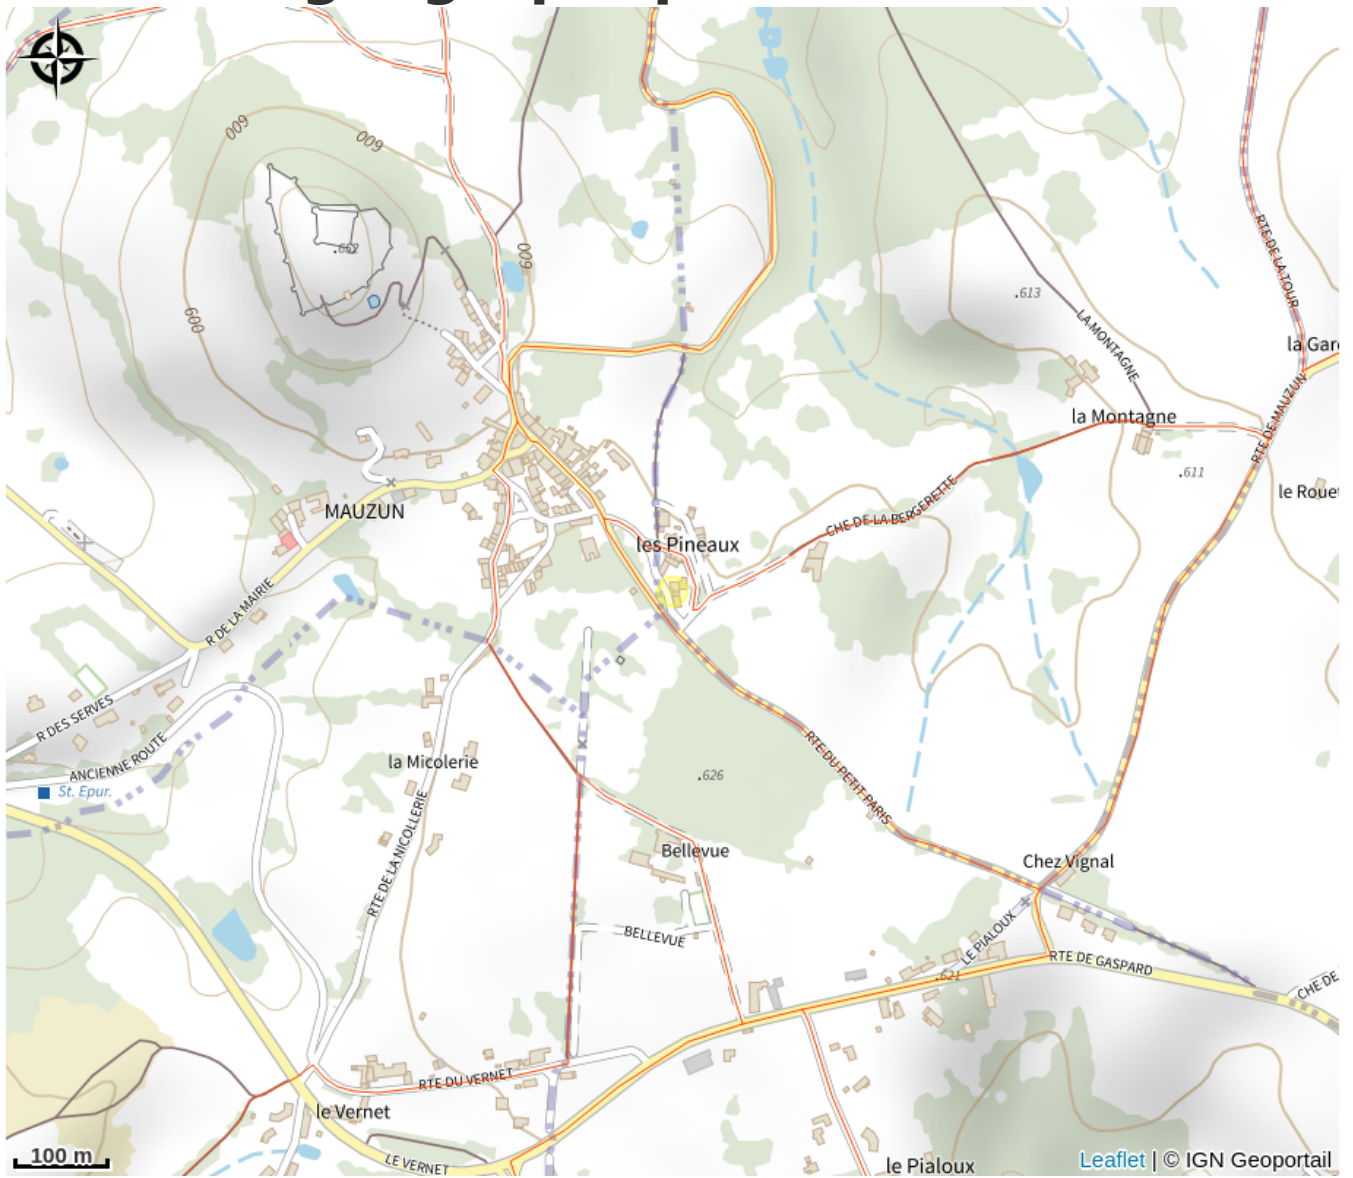 600
600
600
600
.652
.613
RTE DE LA TOUR
LA MONTAGNE
la Gar
la Montagne
RTE DE MAUZUN
.611
le Roue
CHE DE LA BERGERETTE
MAUZUN
les Pineaux
R DE LA MAIRIE
R DES SERVES
ANCIENNE ROUTE
St. Epur.
la Micolerie
.626
RTE DU PETIT PARIS
RTE DE LA NICOLLERIE
Bellevue
Chez Vignal
BELLEVUE
LE PIALOUX
RTE DE GASPARD
.621
CHE DE
RTE DU VERNET
le Vernet
LE VERNET
le Pialoux
100 m
Leaflet | © IGN Geoportail